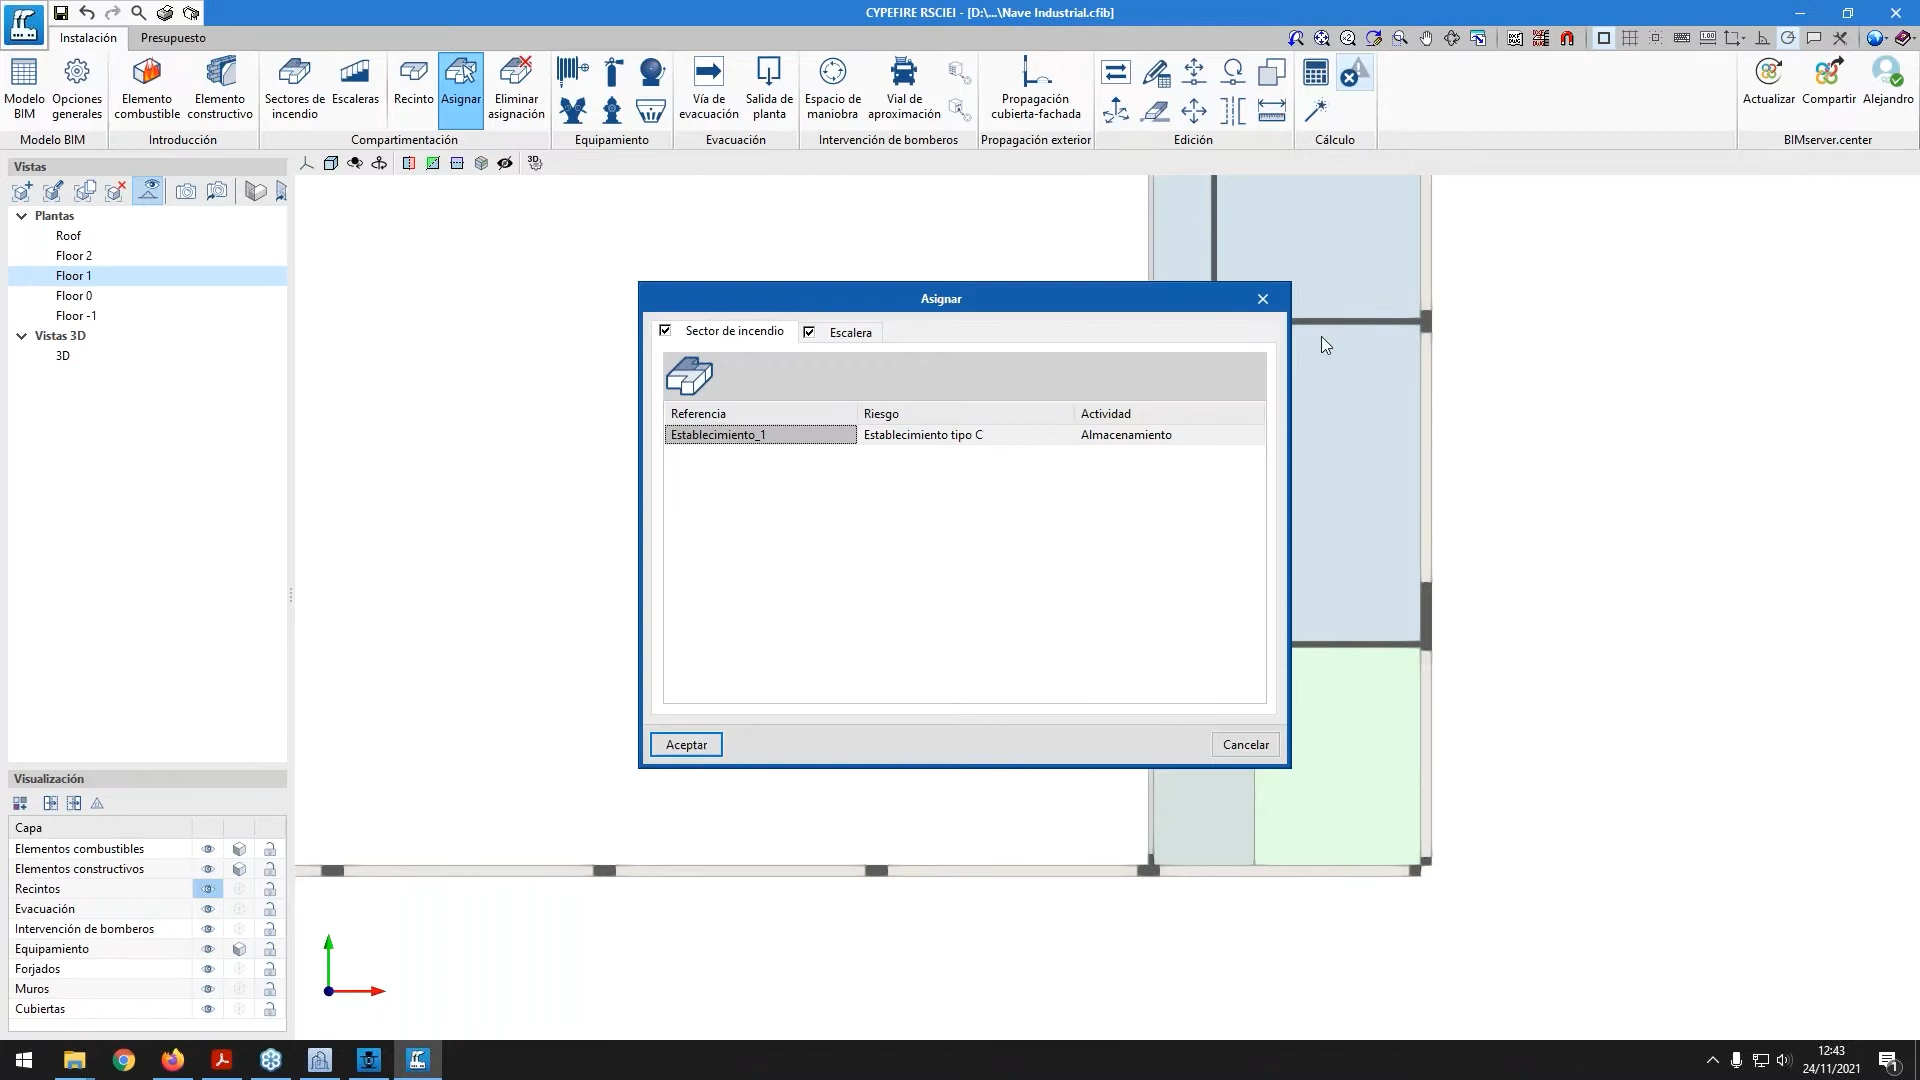 CYPEFIRE RSCIEI - [D:\...\Nave Industrial.cfib]
Instalación
Presupuesto
Modelo BIM
Opciones generales
Elemento combustible
Elemento constructivo
Sectores de incendio
Escaleras
Recinto
Asignar
Eliminar asignación
Vía de evacuación
Salida de planta
Espacio de maniobra
Vial de aproximación
Propagación cubierta-fachada
Actualizar
Compartir
Alejandro
Modelo BIM
Introducción
Compartimentación
Equipamiento
Evacuación
Intervención de bomberos
Propagación exterior
Edición
Cálculo
BIMserver.center
Vistas
Plantas
Roof
Floor 2
Floor 1
Floor 0
Floor -1
Vistas 3D
3D
Asignar
Sector de incendio
Escalera
Referencia
Riesgo
Actividad
Establecimiento_1
Establecimiento tipo C
Almacenamiento
Aceptar
Cancelar
Visualización
Capa
Elementos combustibles
Elementos constructivos
Recintos
Evacuación
Intervención de bomberos
Equipamiento
Forjados
Muros
Cubiertas
12:43
24/11/2021